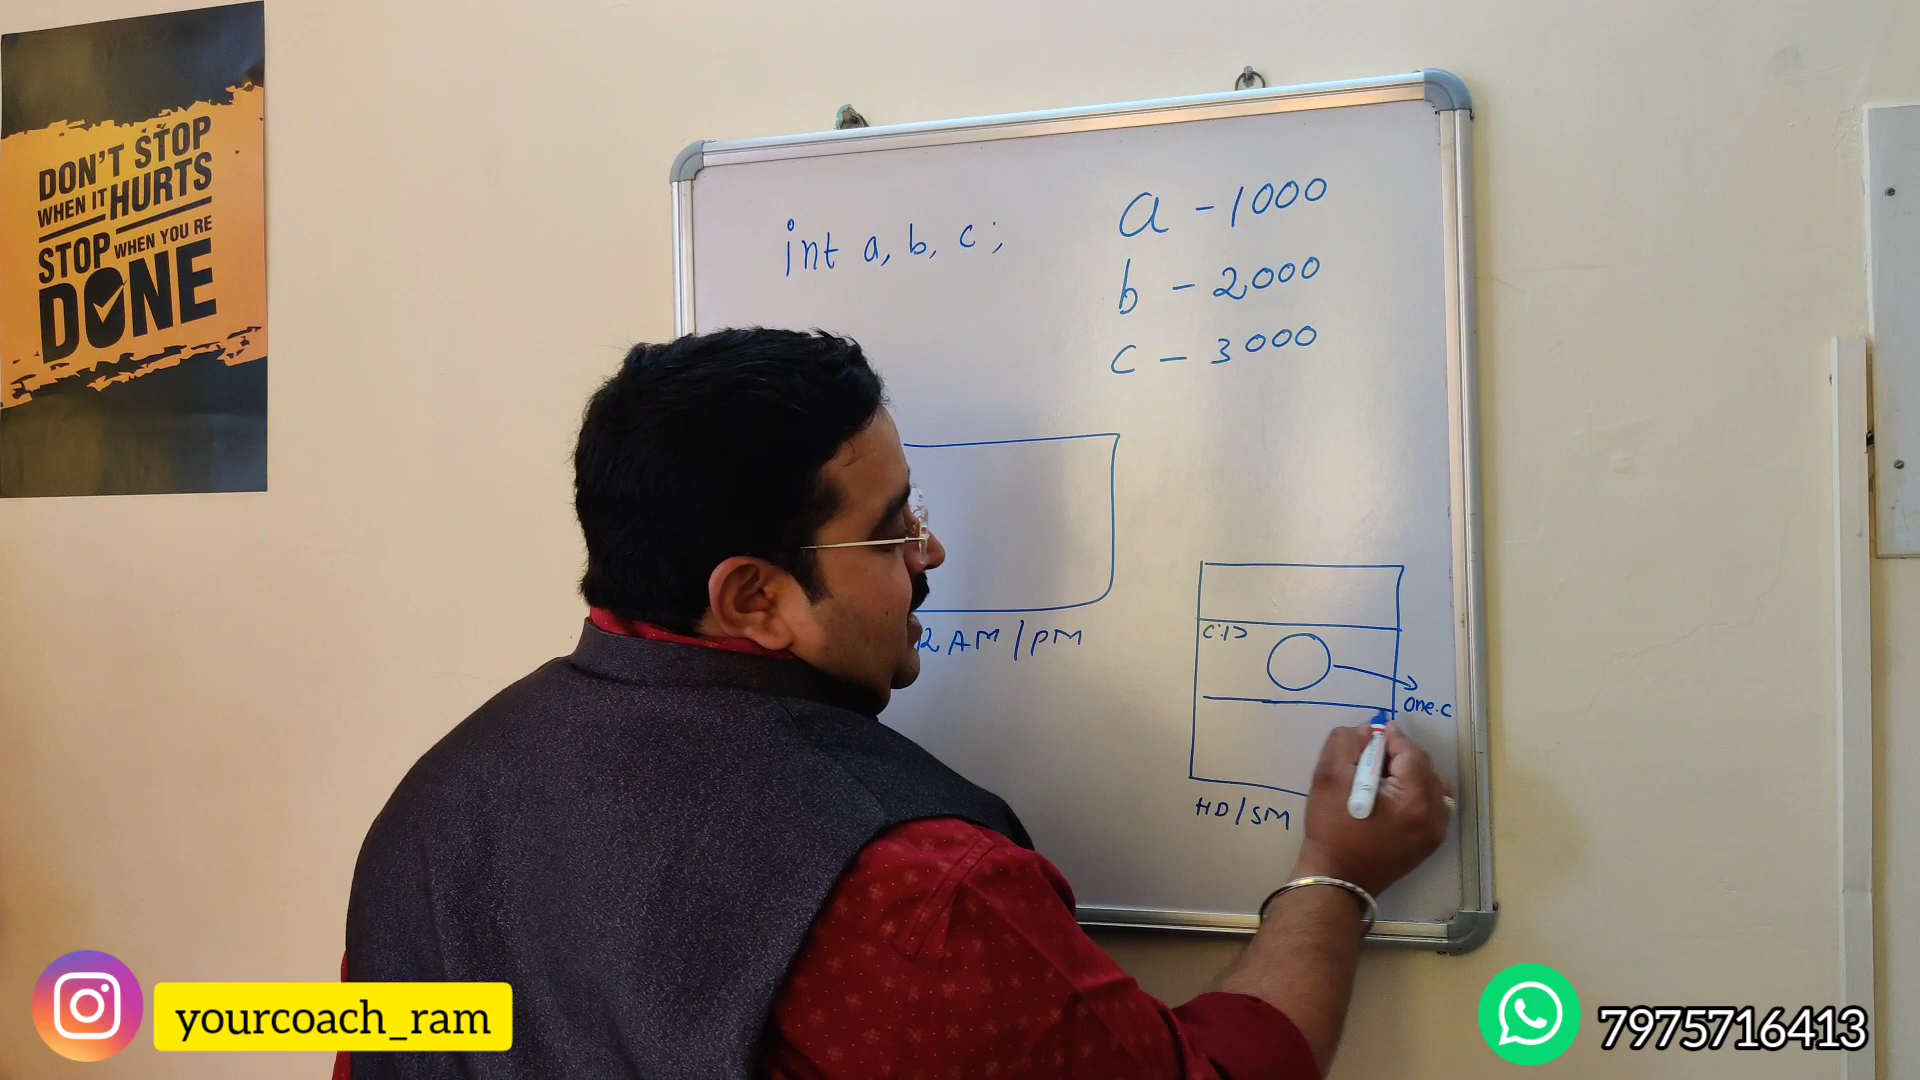 DON'T STOP
WHEN IT HURTS
STOP WHEN YOU RE
DONE
int a, b, c;
a - 1000
b - 2000
c - 3000
AM / PM
C:\>
one.c
HD/SM
yourcoach_ram
7975716413